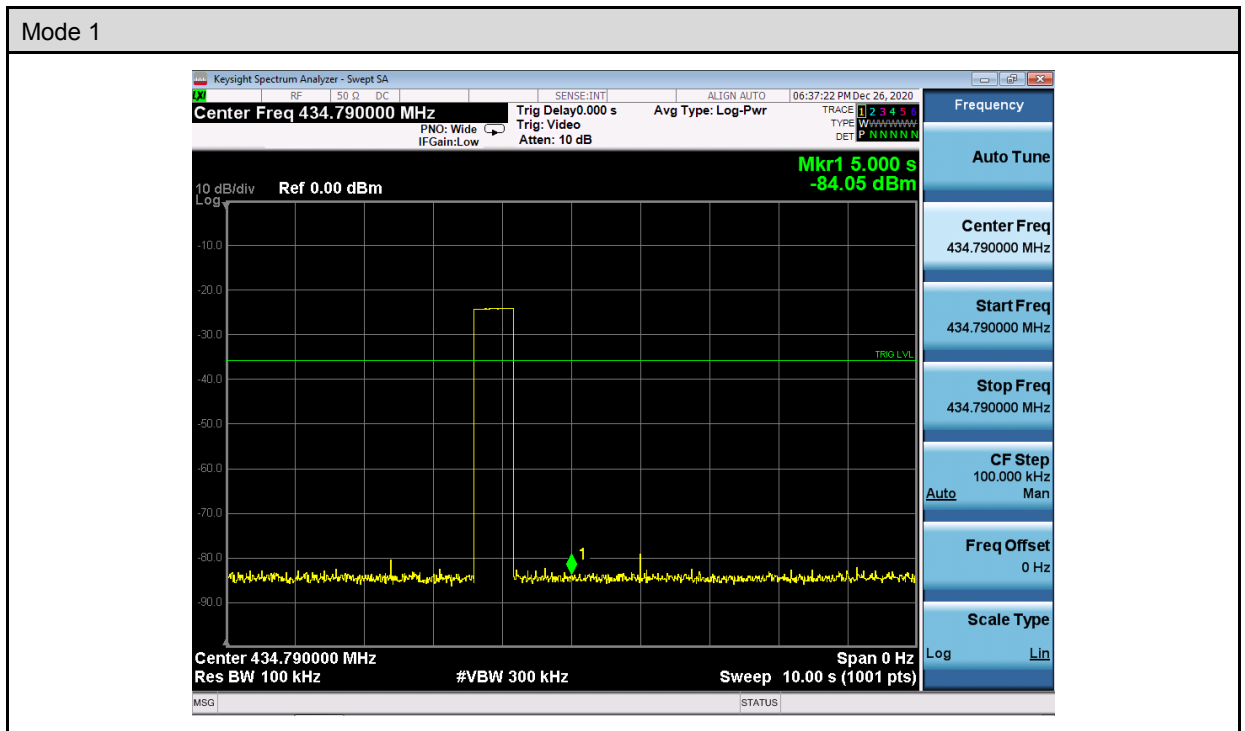 Mode 1
Keysight Spectrum Analyzer - Swept SA
LXI RF 50 Ω DC SENSE:INT ALIGN AUTO 06:37:22 PM Dec 26, 2020
Center Freq 434.790000 MHz
PNO: Wide
IFGain:Low
Trig Delay0.000 s
Trig: Video
Atten: 10 dB
Avg Type: Log-Pwr
TRACE 1 2 3 4 5 6
TYPE WWWWWW
DET P N N N N N
Mkr1 5.000 s
-84.05 dBm
10 dB/div Ref 0.00 dBm
Log
-10.0
-20.0
-30.0
TRIG LVL
-40.0
-50.0
-60.0
-70.0
-80.0
1
-90.0
Center 434.790000 MHz Span 0 Hz
Res BW 100 kHz #VBW 300 kHz Sweep 10.00 s (1001 pts)
MSG STATUS
Frequency
Auto Tune
Center Freq
434.790000 MHz
Start Freq
434.790000 MHz
Stop Freq
434.790000 MHz
CF Step
100.000 kHz
Auto Man
Freq Offset
0 Hz
Scale Type
Log Lin